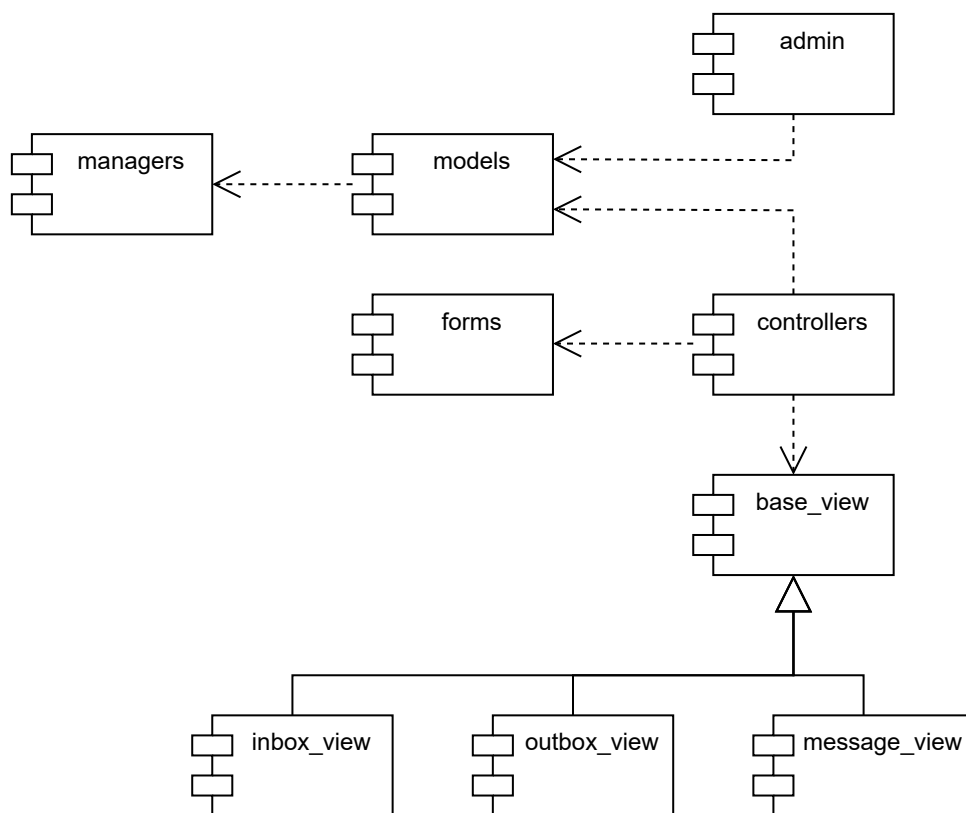 admin
managers
models
forms
controllers
base_view
inbox_view
outbox_view
message_view